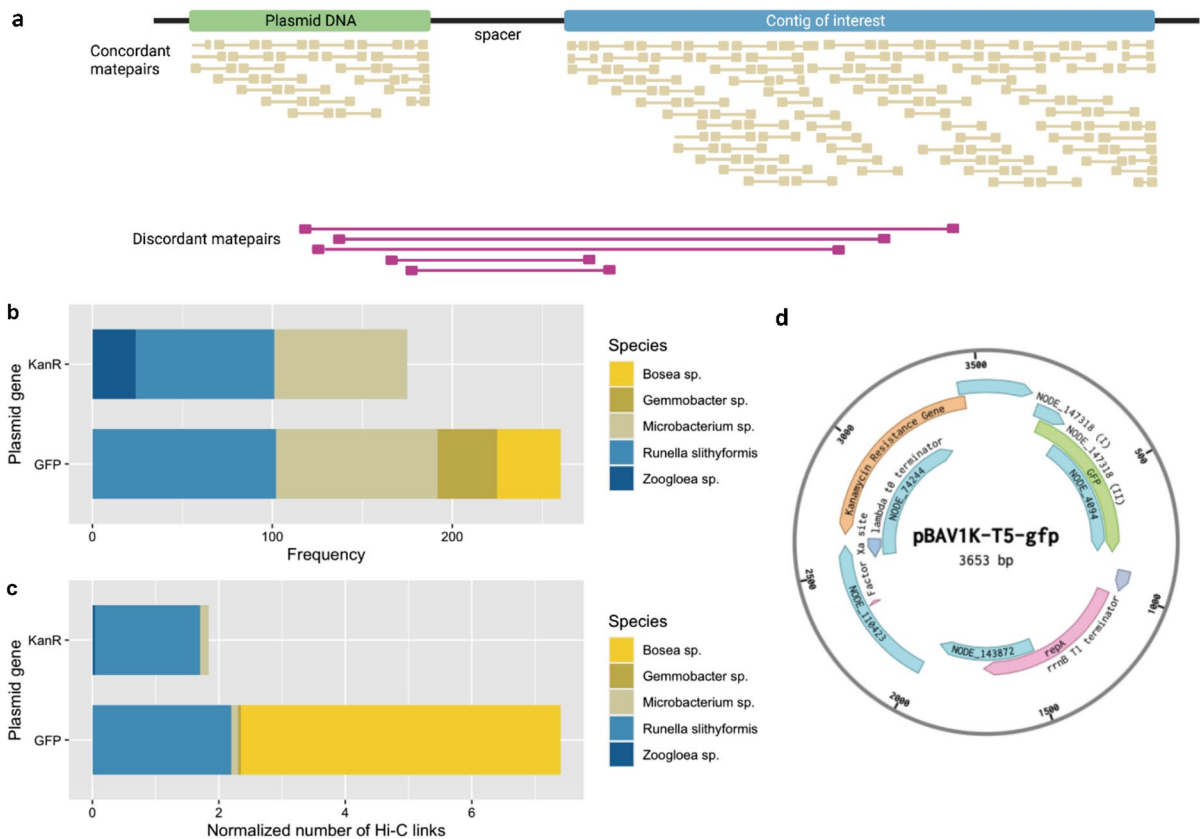 a
Plasmid DNA
Contig of interest
spacer
Concordant
matepairs
Discordant matepairs
b
KanR
GFP
Plasmid gene
0
100
200
Frequency
Species
Bosea sp.
Gemmobacter sp.
Microbacterium sp.
Runella slithyformis
Zoogloea sp.
c
KanR
GFP
Plasmid gene
0
2
4
6
Normalized number of Hi-C links
Species
Bosea sp.
Gemmobacter sp.
Microbacterium sp.
Runella slithyformis
Zoogloea sp.
d
3500
500
1000
1500
2000
2500
3000
NODE_147318 (I)
NODE_147318 (II)
GFP
NODE_4094
Kanamycin Resistance Gene
lambda t0 terminator
NODE_74244
Factor Xa site
NODE_110423
NODE_143872
repA
rrnB T1 terminator
pBAV1K-T5-gfp
3653 bp